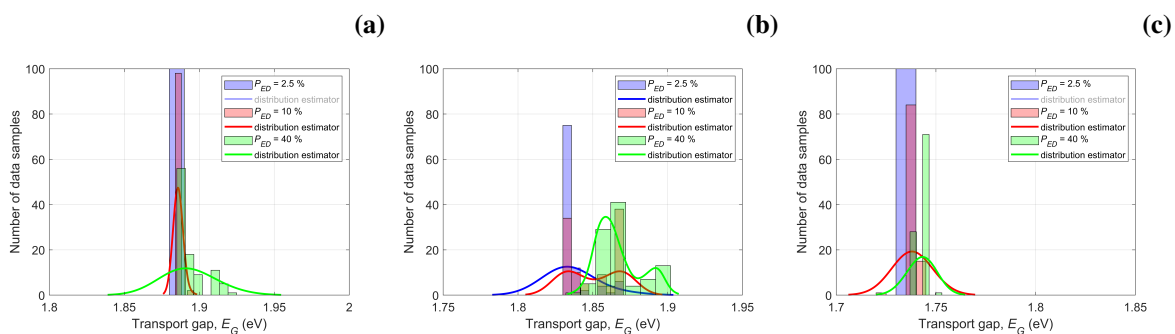 (a)
(b)
(c)
Number of data samples
100
80
60
40
20
0
1.8
1.85
1.9
1.95
2
Transport gap, E_G (eV)
P_ED = 2.5 %
distribution estimator
P_ED = 10 %
distribution estimator
P_ED = 40 %
distribution estimator
Number of data samples
100
80
60
40
20
0
1.75
1.8
1.85
1.9
1.95
Transport gap, E_G (eV)
P_ED = 2.5 %
distribution estimator
P_ED = 10 %
distribution estimator
P_ED = 40 %
distribution estimator
Number of data samples
100
80
60
40
20
0
1.7
1.75
1.8
1.85
Transport gap, E_G (eV)
P_ED = 2.5 %
distribution estimator
P_ED = 10 %
distribution estimator
P_ED = 40 %
distribution estimator